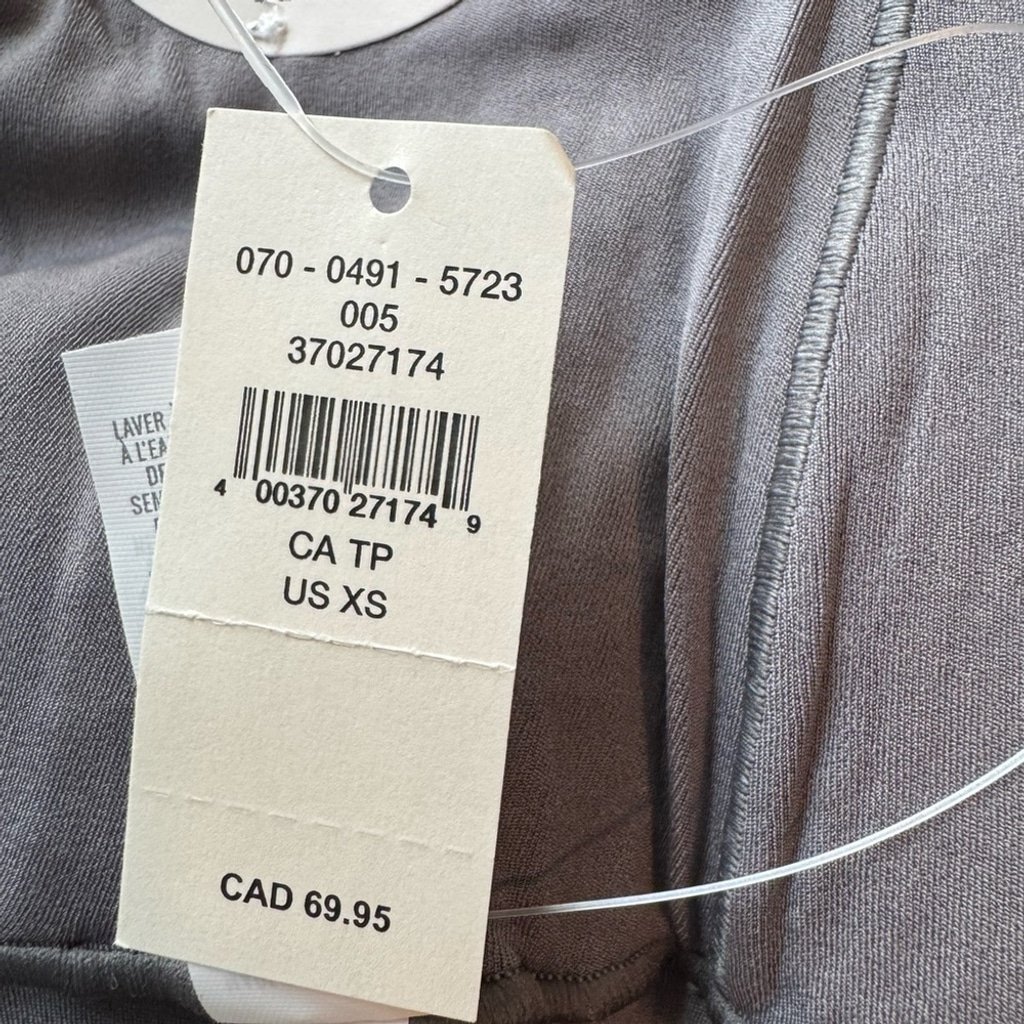 070 - 0491 - 5723
005
37027174
4 00370 27174 9
CA TP
US XS
CAD 69.95
LAVER
À L'EA
DE
SEN